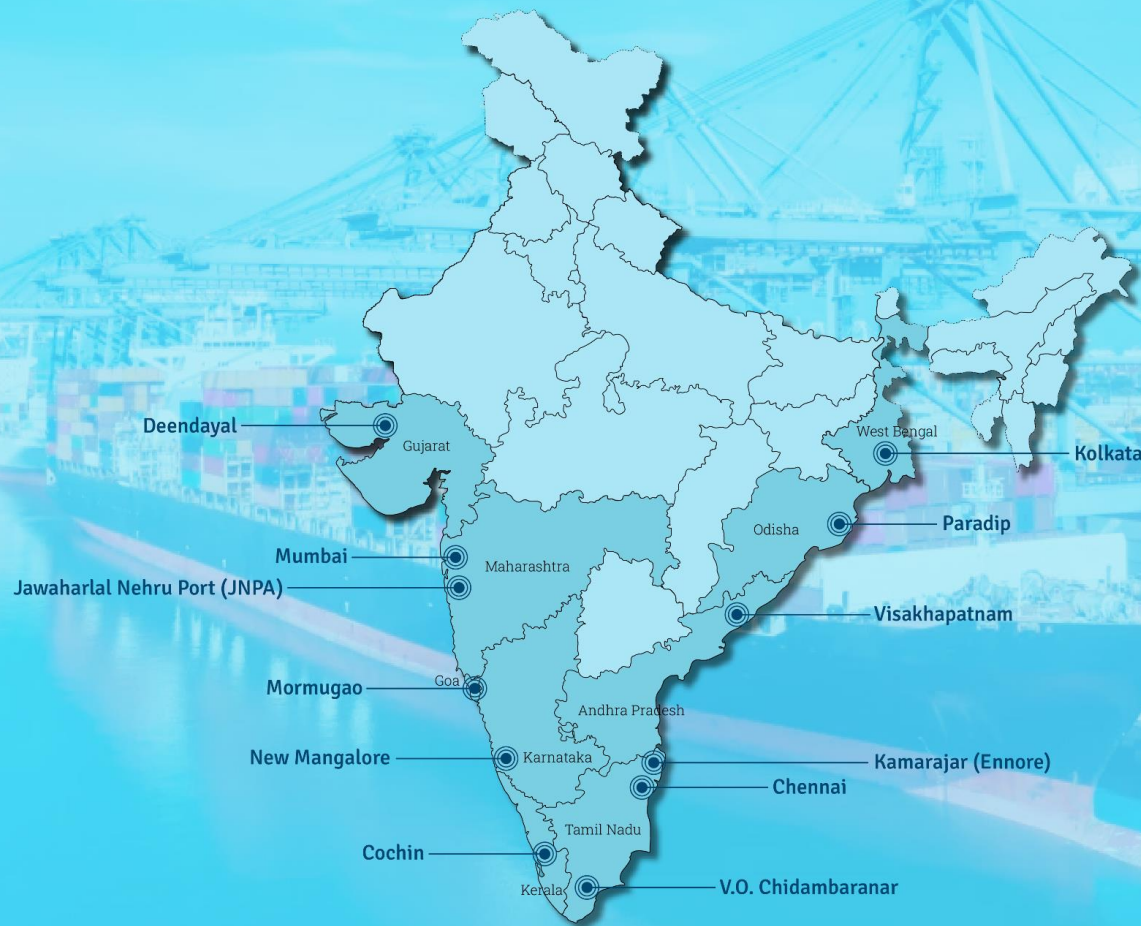 Deendayal
Gujarat
West Bengal
Kolkata
Paradip
Odisha
Mumbai
Maharashtra
Jawaharlal Nehru Port (JNPA)
Visakhapatnam
Goa
Mormugao
Andhra Pradesh
New Mangalore
Karnataka
Kamarajar (Ennore)
Chennai
Tamil Nadu
Cochin
Kerala
V.O. Chidambaranar